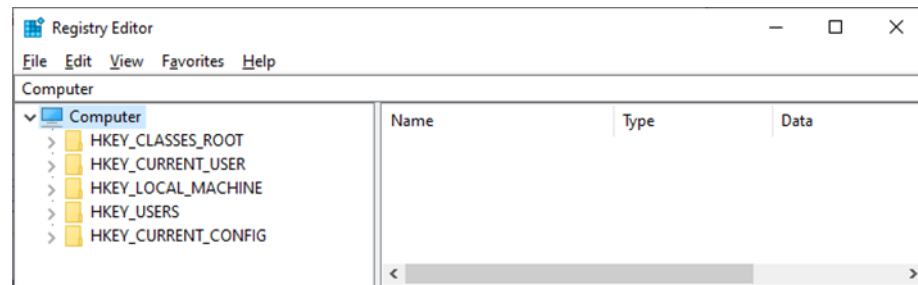 Registry Editor
File Edit View Favorites Help
Computer
Computer
HKEY_CLASSES_ROOT
HKEY_CURRENT_USER
HKEY_LOCAL_MACHINE
HKEY_USERS
HKEY_CURRENT_CONFIG
Name Type Data